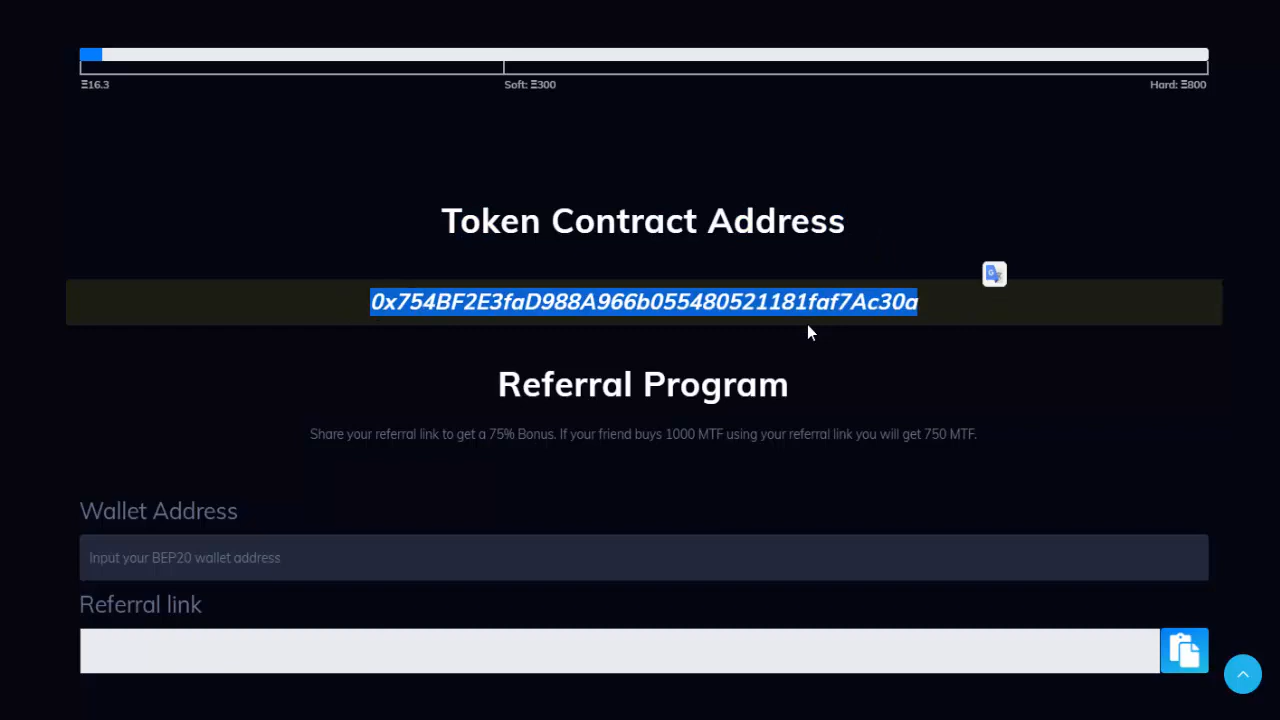 Ξ16.3 Soft: Ξ300 Hard: Ξ800
Token Contract Address
0x754BF2E3faD988A966b055480521181faf7Ac30a
Referral Program
Share your referral link to get a 75% Bonus. If your friend buys 1000 MTF using your referral link you will get 750 MTF.
Wallet Address
Input your BEP20 wallet address
Referral link